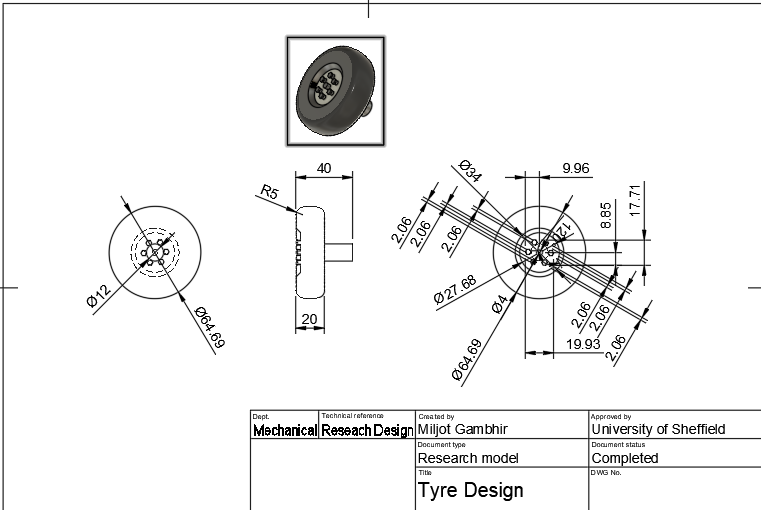 40
Ø34
9.96
R5
17.71
8.85
2.06
2.06
2.06
120
Ø12
Ø64.69
20
Ø27.68
Ø4
Ø64.69
19.93
2.06
2.06
2.06
Dept.
Mechanical
Technical reference
Reseach Design
Created by
Miljot Gambhir
Approved by
University of Sheffield
Document type
Research model
Document status
Completed
Title
Tyre Design
DWG No.